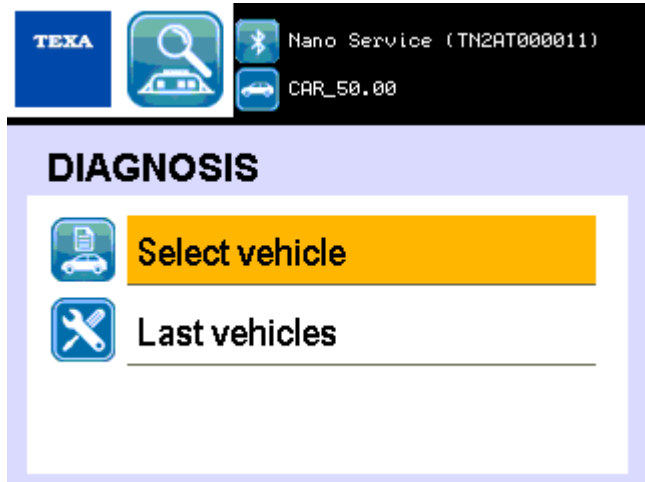 TEXA
Nano Service (TN2AT000011)
CAR_50.00
DIAGNOSIS
Select vehicle
Last vehicles